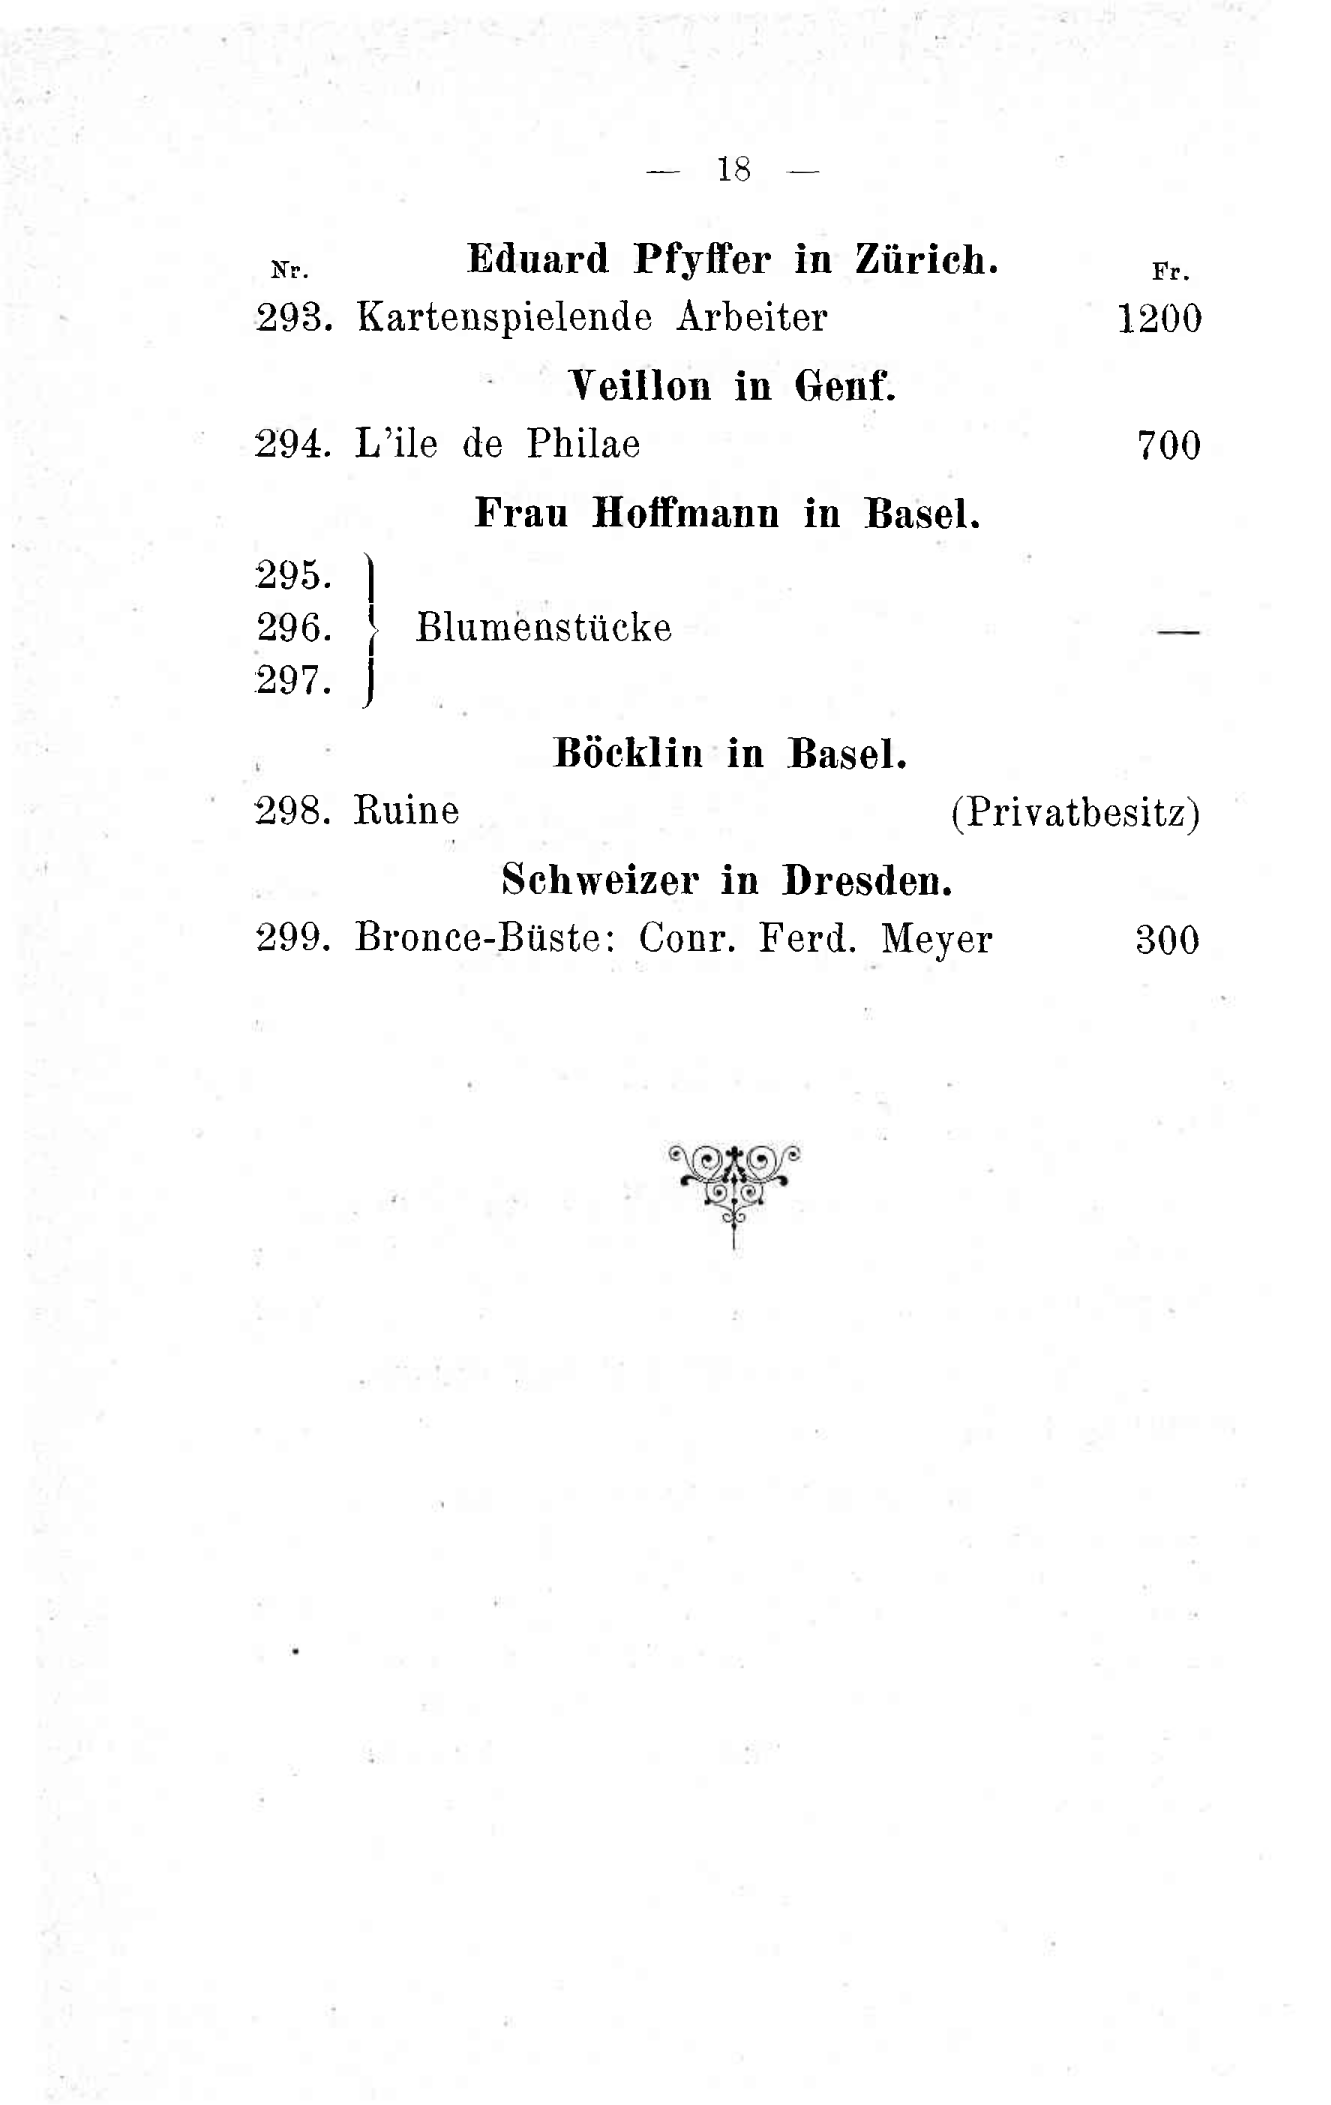 — 18 —
Nr. Eduard Pfyffer in Zürich. Fr.
293. Kartenspielende Arbeiter 1200
Veillon in Genf.
294. L'ile de Philae 700
Frau Hoffmann in Basel.
295.
296. } Blumenstücke —
297.
Böcklin in Basel.
298. Ruine (Privatbesitz)
Schweizer in Dresden.
299. Bronce-Büste: Conr. Ferd. Meyer 300